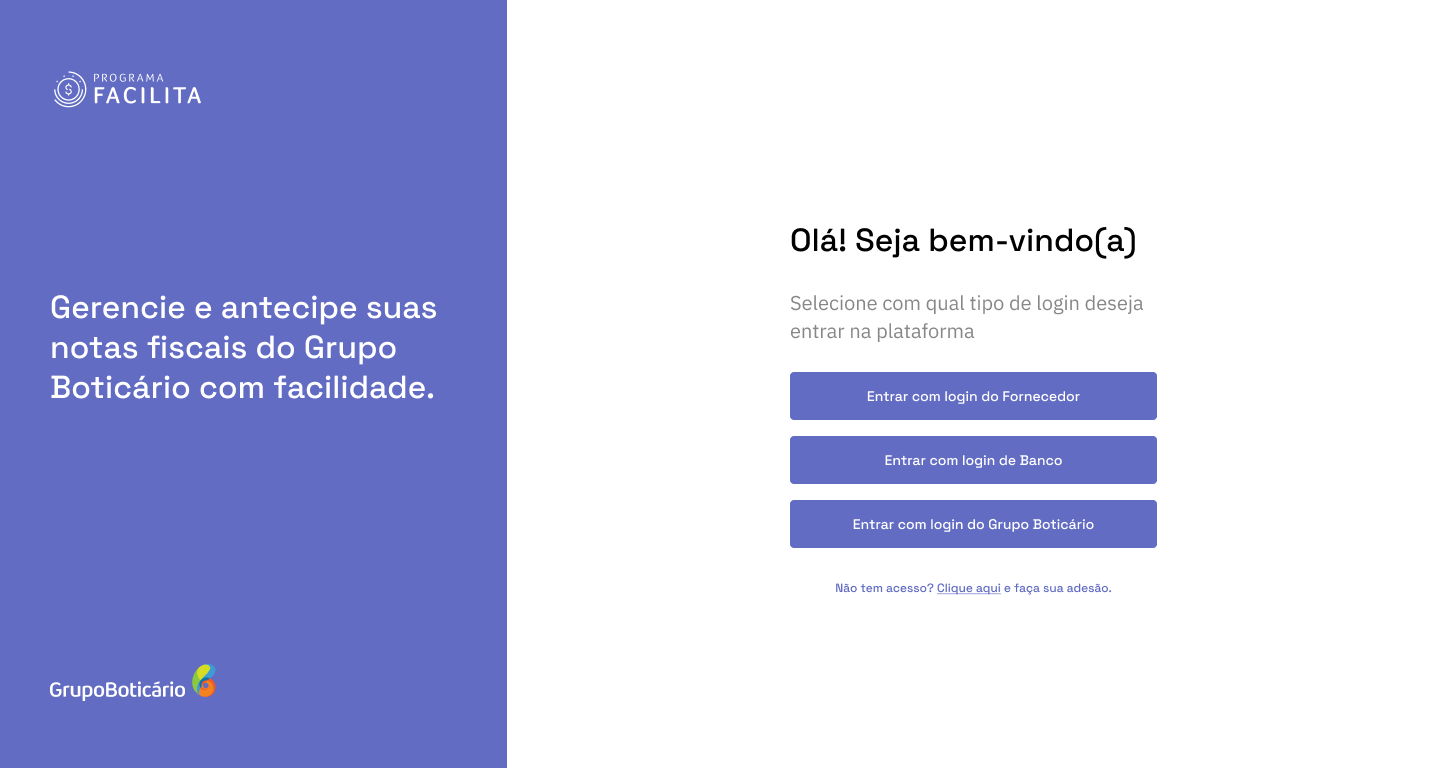 PROGRAMA
FACILITA
Gerencie e antecipe suas
notas fiscais do Grupo
Boticário com facilidade.
GrupoBoticário
Olá! Seja bem-vindo(a)
Selecione com qual tipo de login deseja
entrar na plataforma
Entrar com login do Fornecedor
Entrar com login de Banco
Entrar com login do Grupo Boticário
Não tem acesso? Clique aqui e faça sua adesão.